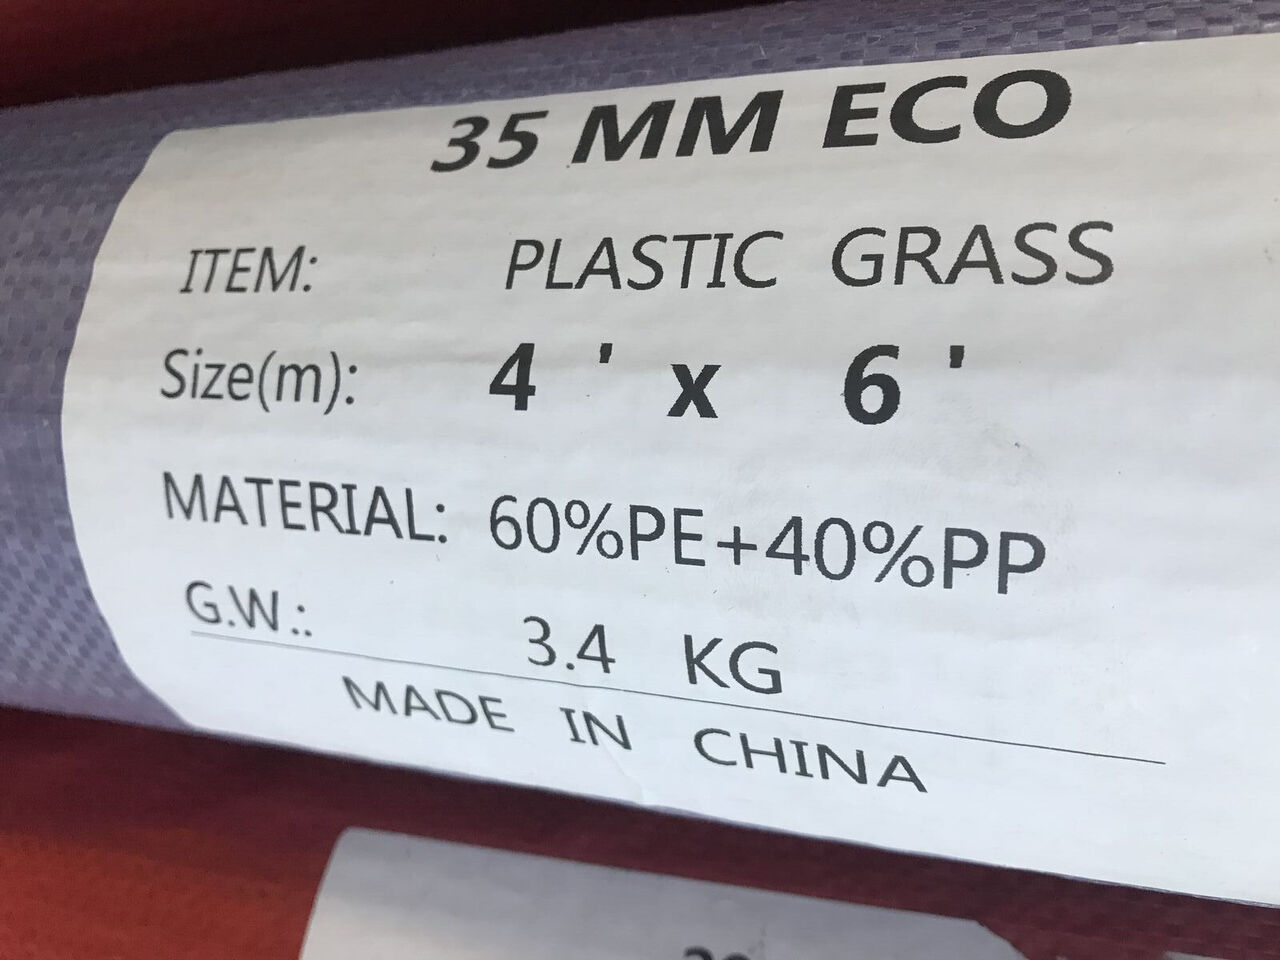 35 MM ECO
ITEM: PLASTIC GRASS
Size(m): 4 ' x 6 '
MATERIAL: 60%PE+40%PP
G.W.: 3.4 KG
MADE IN CHINA